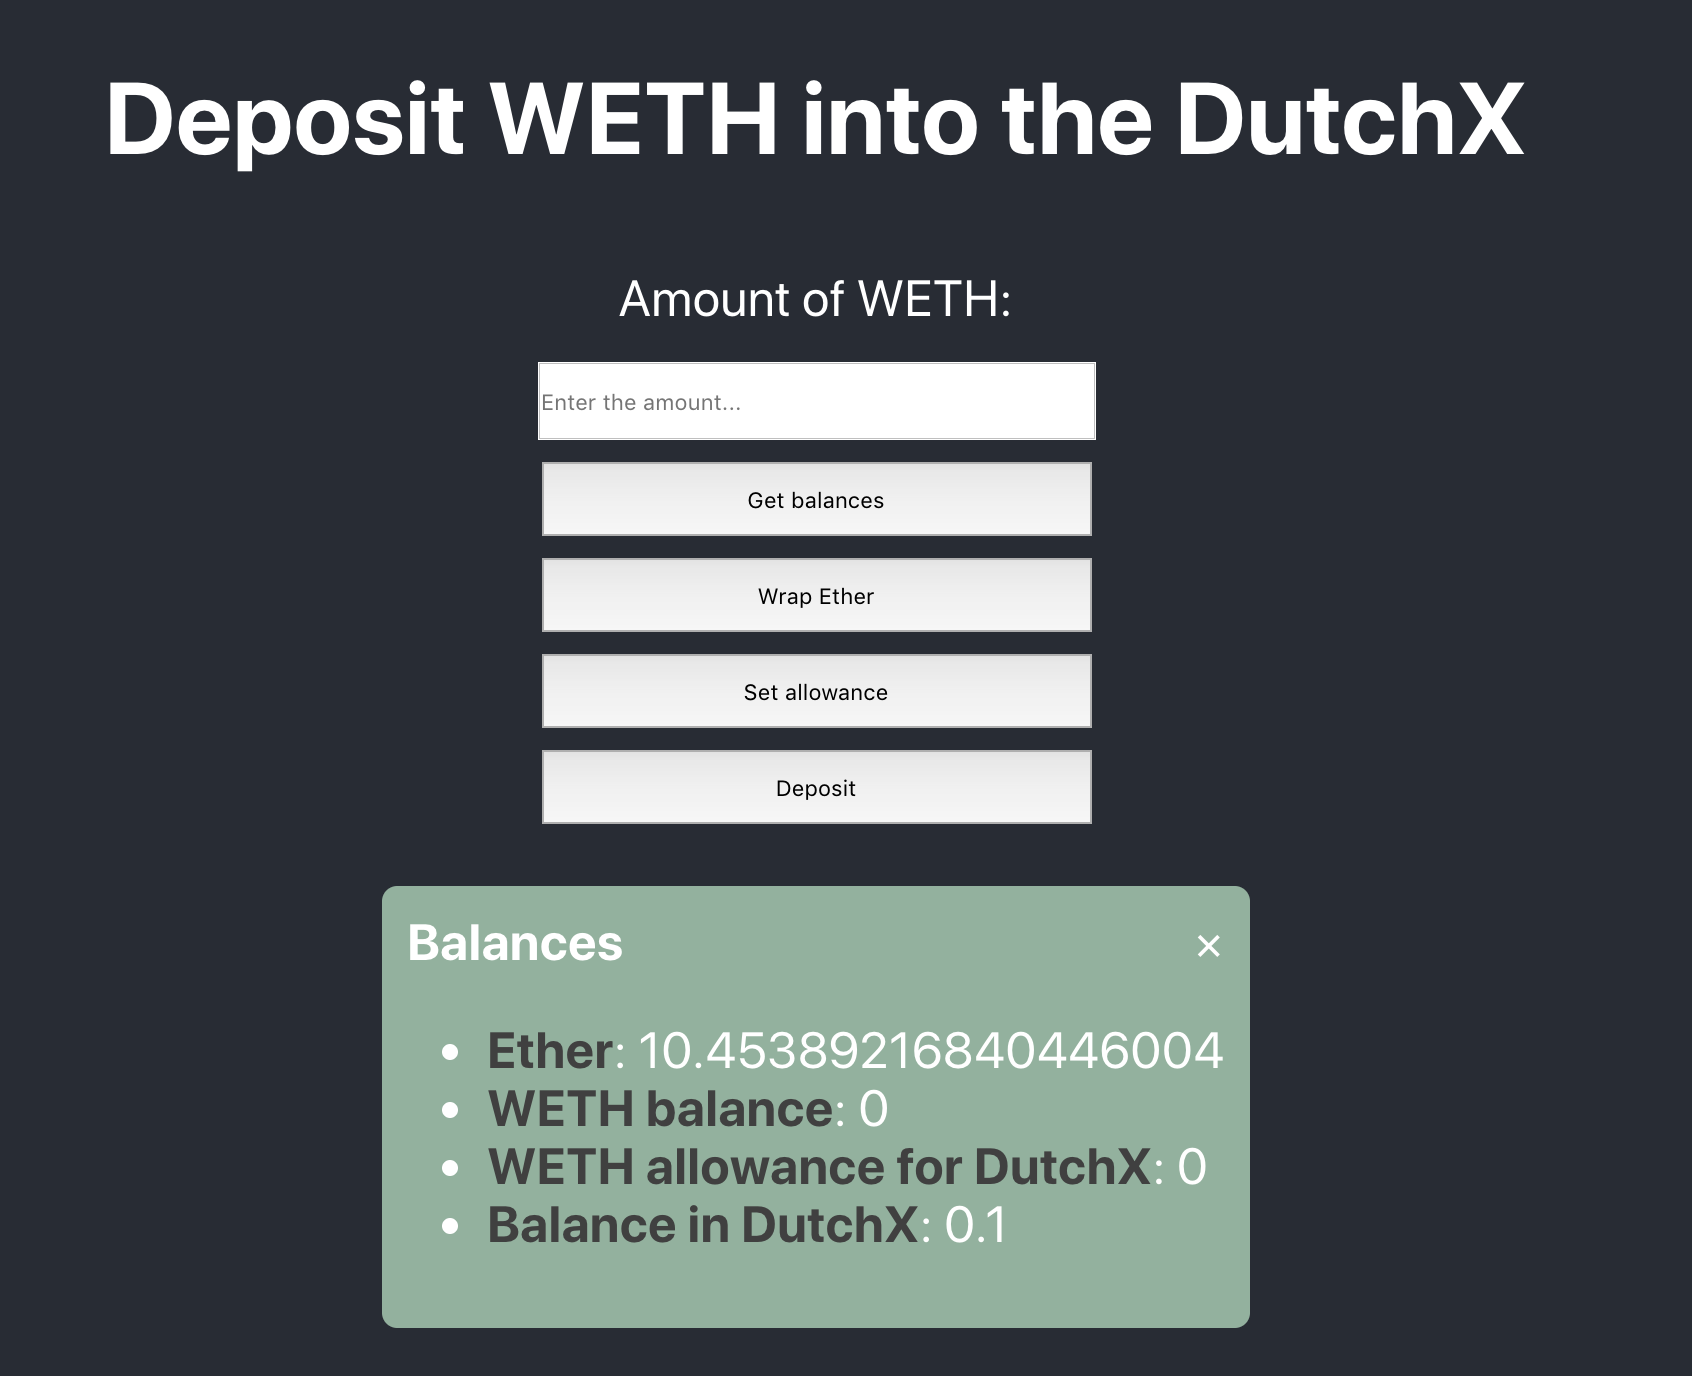 Deposit WETH into the DutchX
Amount of WETH:
Enter the amount...
Get balances
Wrap Ether
Set allowance
Deposit
Balances ×
• Ether: 10.45389216840446004
• WETH balance: 0
• WETH allowance for DutchX: 0
• Balance in DutchX: 0.1